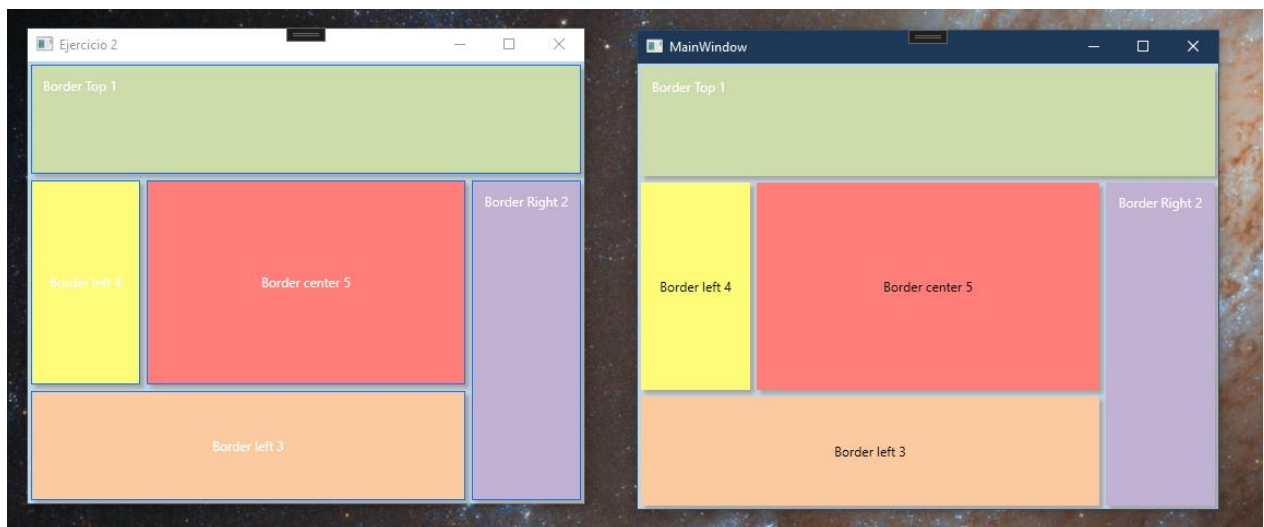 Ejercicio 2
Border Top 1
Border Right 2
Border left 4
Border center 5
Border left 3
MainWindow
Border Top 1
Border Right 2
Border left 4
Border center 5
Border left 3